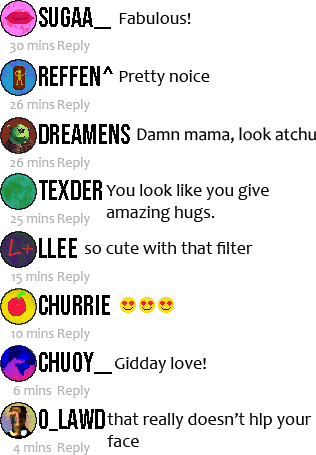 SUGAA__ Fabulous!
30 mins Reply
REFFEN^ Pretty noice
26 mins Reply
DREAMENS Damn mama, look atchu
26 mins Reply
TEXDER You look like you give
amazing hugs.
25 mins Reply
L+ LLEE so cute with that filter
15 mins Reply
CHURRIE 😍😍😍
10 mins Reply
CHUOY__ Gidday love!
6 mins Reply
O_LAWD that really doesn't hlp your
face
4 mins Reply